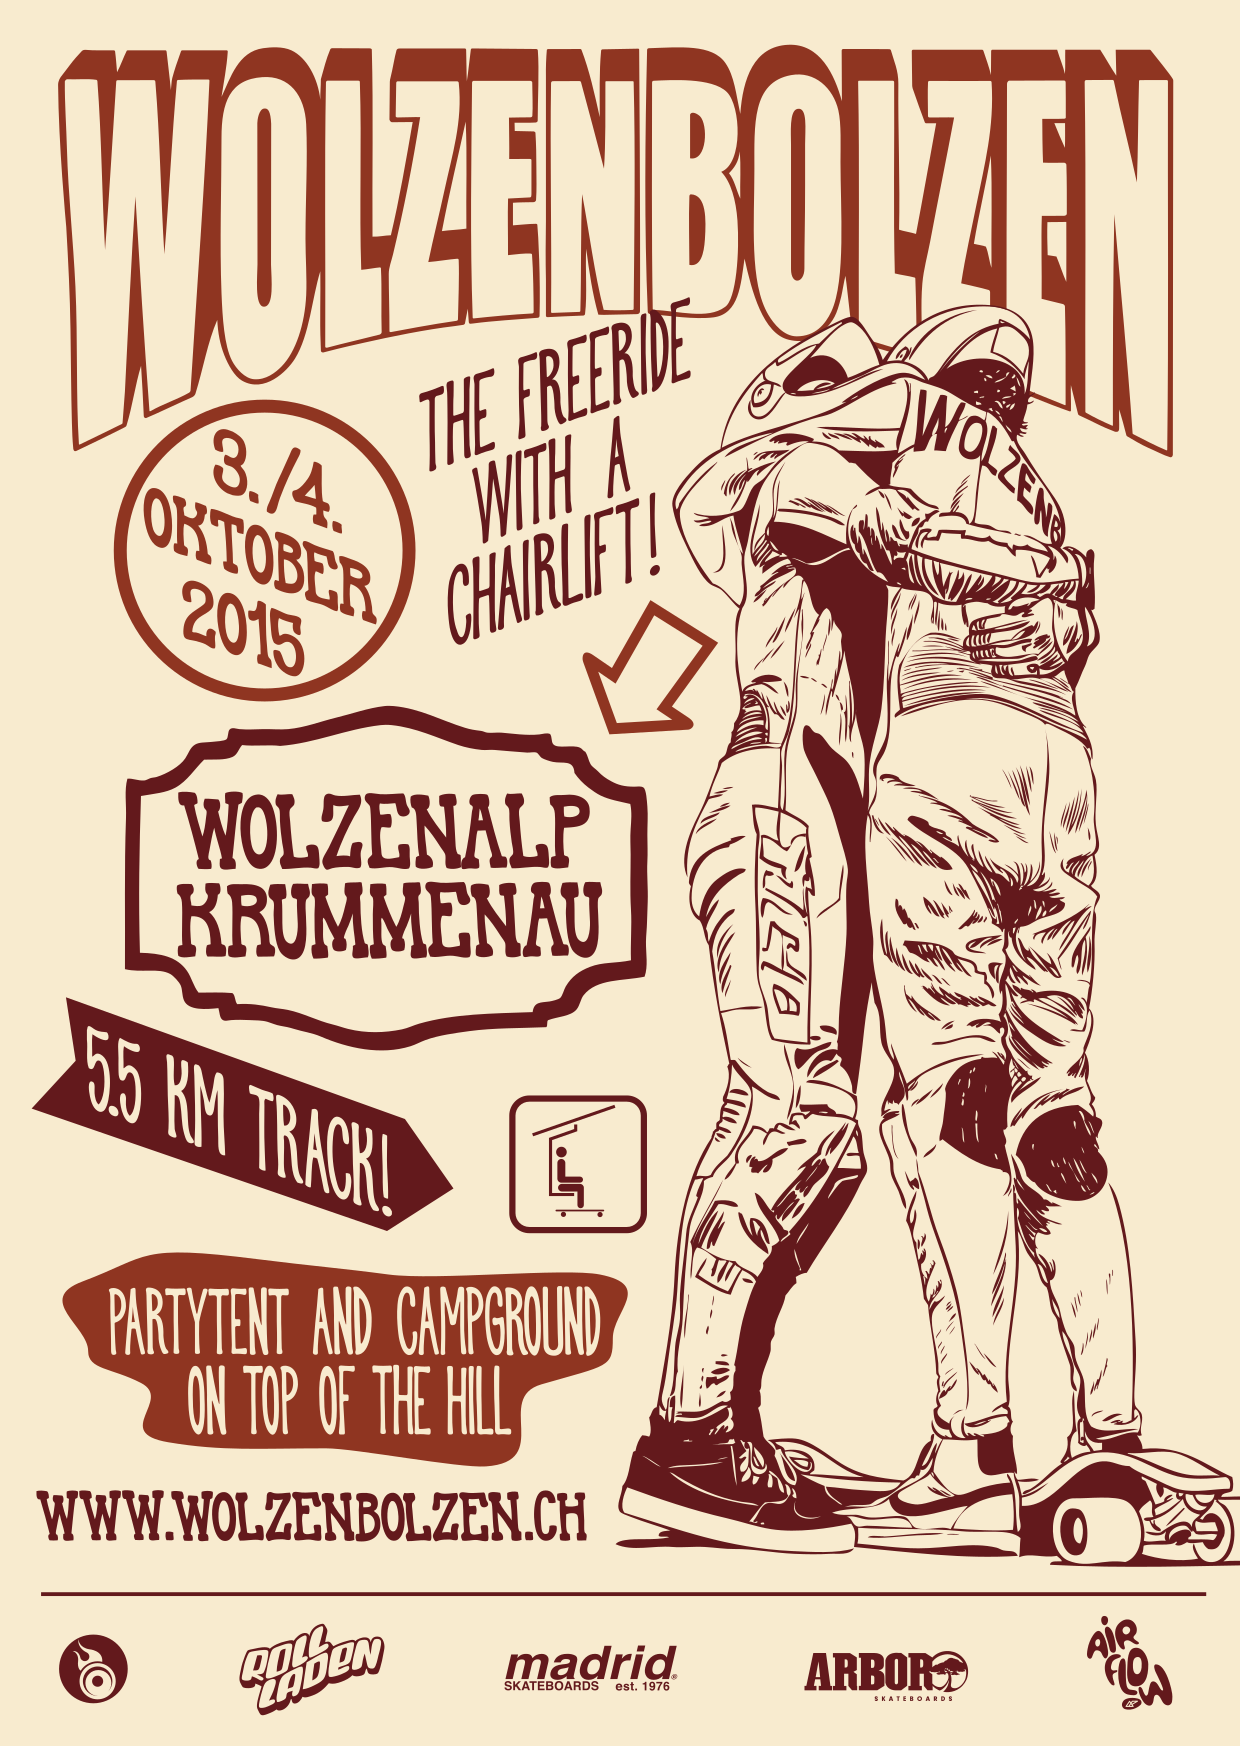 WOLZENBOLZEN
THE FREERIDE
WITH A
CHAIRLIFT!
3./4.
OKTOBER
2015
WOLZENB
WOLZENALP
KRUMMENAU
5.5 KM TRACK!
PARTYTENT AND CAMPGROUND
ON TOP OF THE HILL
WWW.WOLZENBOLZEN.CH
ROLL
LADEN
madrid®
SKATEBOARDS est. 1976
ARBOR
SKATEBOARDS
AIR
FLOW